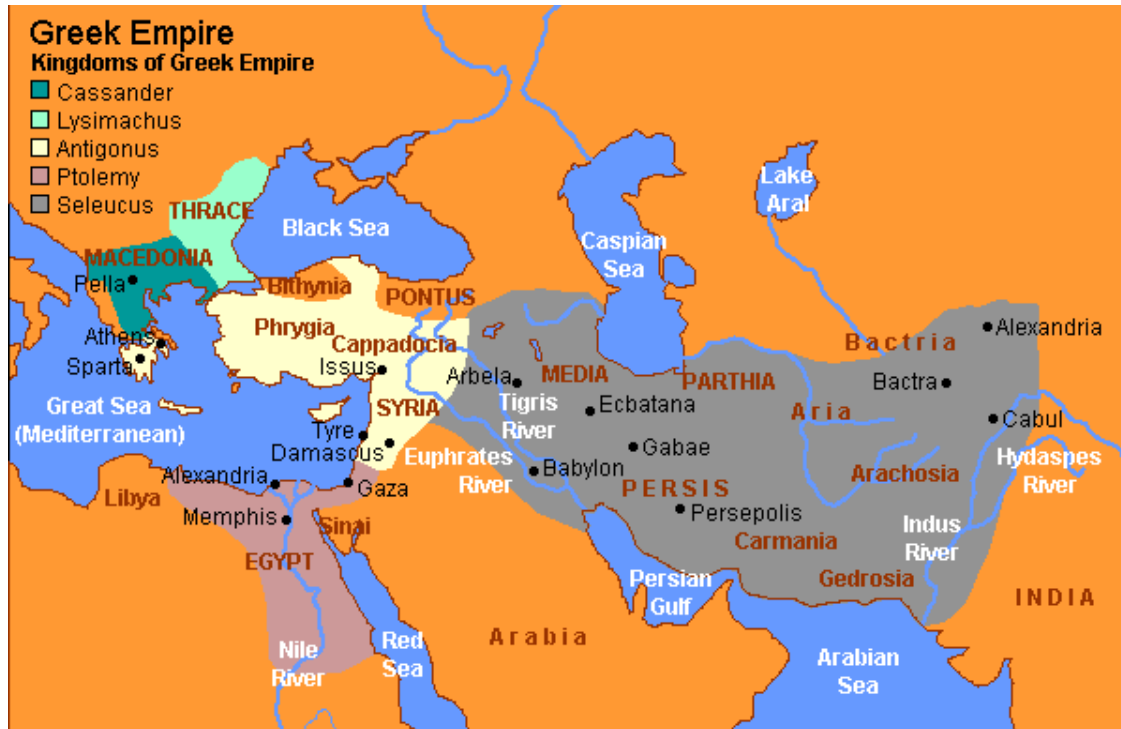 Greek Empire
Kingdoms of Greek Empire
Cassander
Lysimachus
Antigonus
Ptolemy
Seleucus
Lake
Aral
THRACE
Black Sea
Caspian
Sea
MACEDONIA
Pella
Bithynia
PONTUS
Phrygia
Cappadocia
Alexandria
Athens
Sparta
Issus
Arbela
MEDIA
PARTHIA
Bactria
Bactra
Great Sea
(Mediterranean)
SYRIA
Tigris
River
Ecbatana
Aria
Cabul
Tyre
Damascus
Euphrates
River
Gabae
Hydaspes
River
Alexandria
Gaza
Babylon
Arachosia
Libya
PERSIS
Memphis
Sinai
Persepolis
Carmania
Indus
River
EGYPT
Persian
Gulf
Gedrosia
INDIA
Nile
River
Red
Sea
Arabia
Arabian
Sea